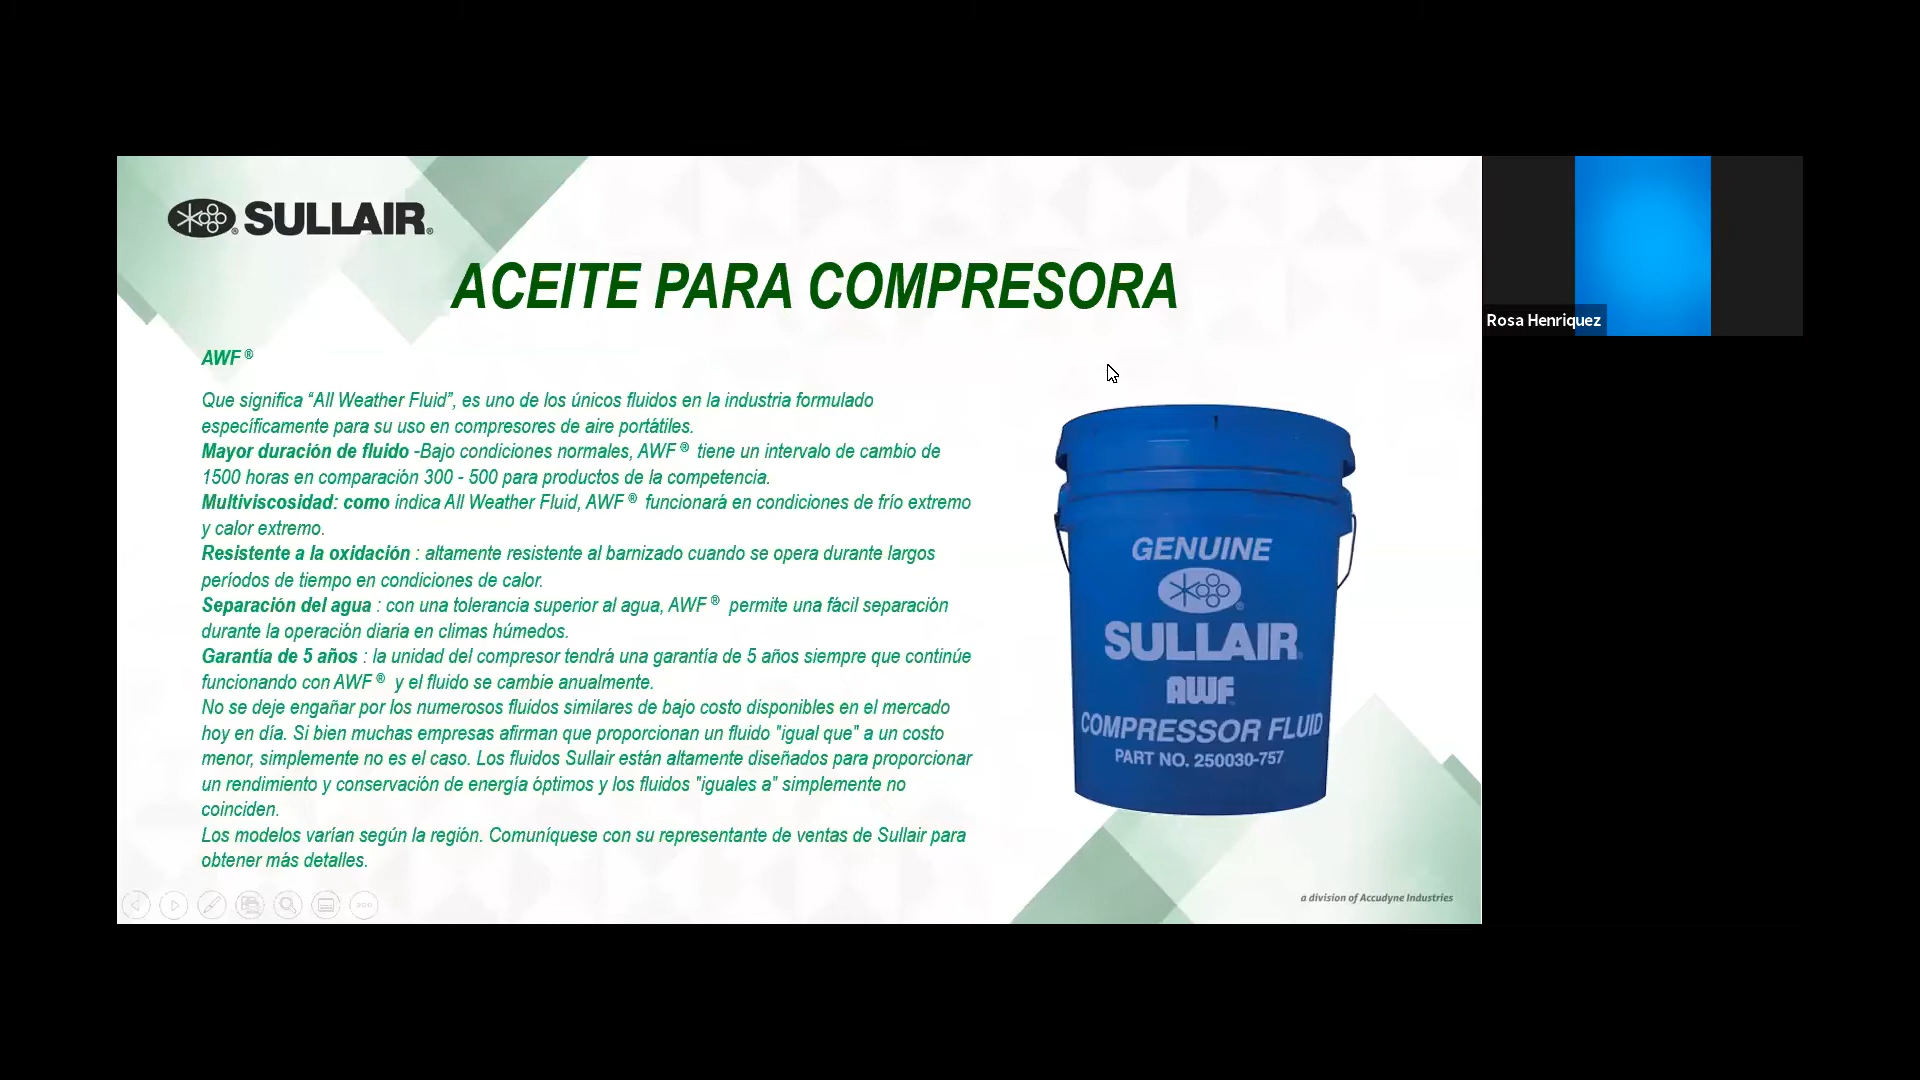 SULLAIR
ACEITE PARA COMPRESORA
AWF ®
Que significa “All Weather Fluid”, es uno de los únicos fluidos en la industria formulado
específicamente para su uso en compresores de aire portátiles.
Mayor duración de fluido -Bajo condiciones normales, AWF ® tiene un intervalo de cambio de
1500 horas en comparación 300 - 500 para productos de la competencia.
Multiviscosidad: como indica All Weather Fluid, AWF ® funcionará en condiciones de frío extremo
y calor extremo.
Resistente a la oxidación : altamente resistente al barnizado cuando se opera durante largos
períodos de tiempo en condiciones de calor.
Separación del agua : con una tolerancia superior al agua, AWF ® permite una fácil separación
durante la operación diaria en climas húmedos.
Garantía de 5 años : la unidad del compresor tendrá una garantía de 5 años siempre que continúe
funcionando con AWF ® y el fluido se cambie anualmente.
No se deje engañar por los numerosos fluidos similares de bajo costo disponibles en el mercado
hoy en día. Si bien muchas empresas afirman que proporcionan un fluido "igual que" a un costo
menor, simplemente no es el caso. Los fluidos Sullair están altamente diseñados para proporcionar
un rendimiento y conservación de energía óptimos y los fluidos "iguales a" simplemente no
coinciden.
Los modelos varían según la región. Comuníquese con su representante de ventas de Sullair para
obtener más detalles.
GENUINE
SULLAIR
AWF
COMPRESSOR FLUID
PART NO. 250030-757
a division of Accudyne Industries
Rosa Henriquez